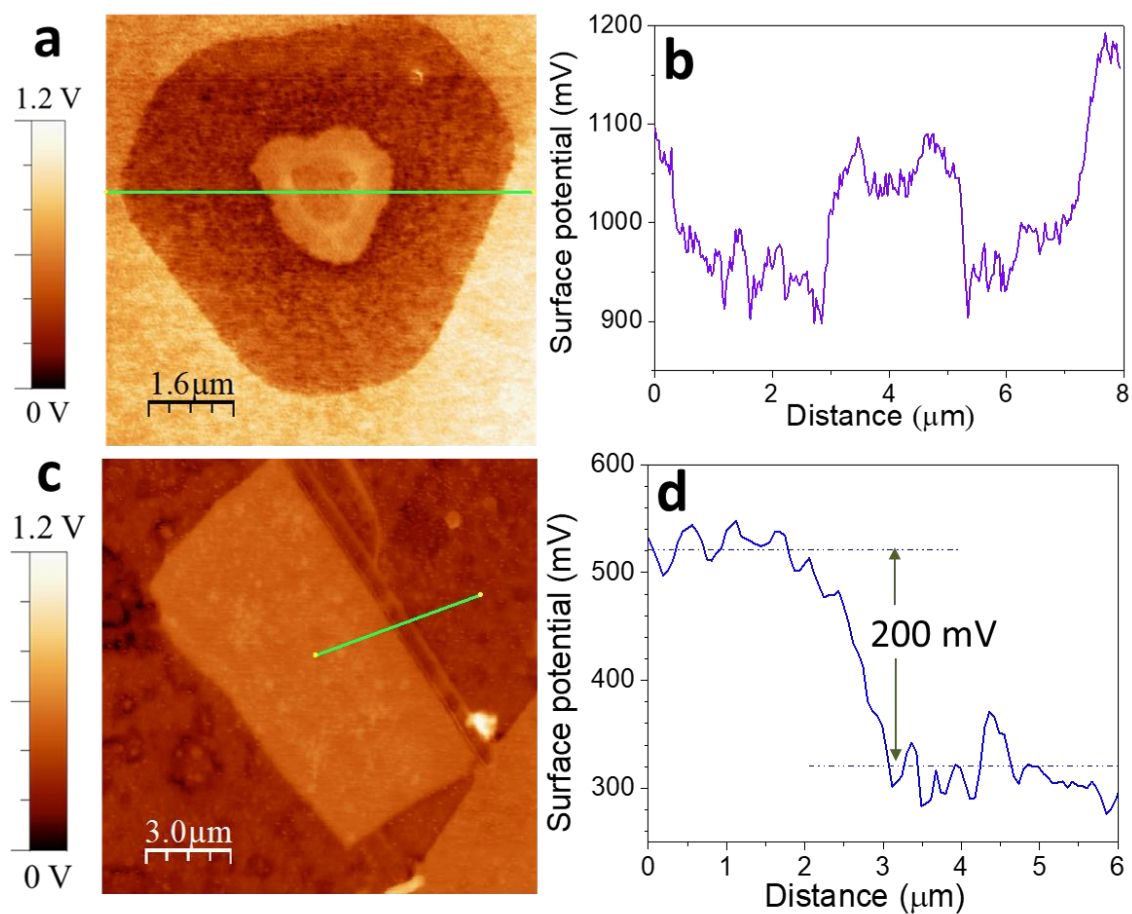 a
1.2 V
0 V
1.6μm
b
Surface potential (mV)
1200
1100
1000
900
0 2 4 6 8
Distance (μm)
c
1.2 V
0 V
3.0μm
d
Surface potential (mV)
600
500
400
300
200 mV
0 1 2 3 4 5 6
Distance (μm)